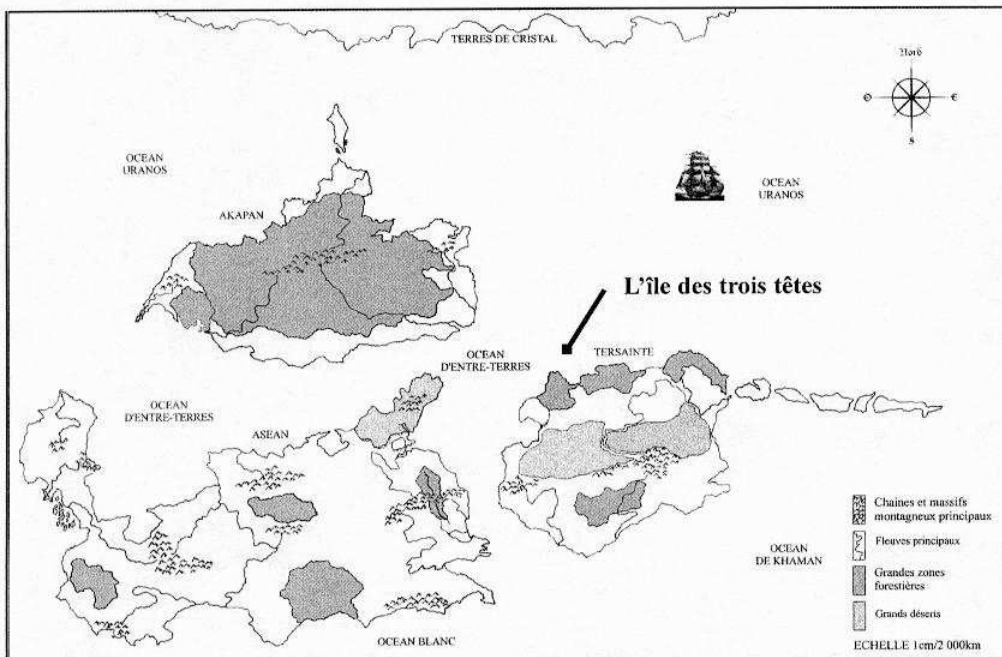 TERRES DE CRISTAL
Nord
O
E
S
OCEAN
URANOS
OCEAN
URANOS
AKAPAN
L'île des trois têtes
OCEAN
D'ENTRE-TERRES
TERSAINTE
OCEAN
D'ENTRE-TERRES
ASEAN
Chaines et massifs
montagneux principaux
Fleuves principaux
OCEAN
DE KHAMAN
Grandes zones
forestières
Grands déserts
OCEAN BLANC
ECHELLE 1cm/2 000km